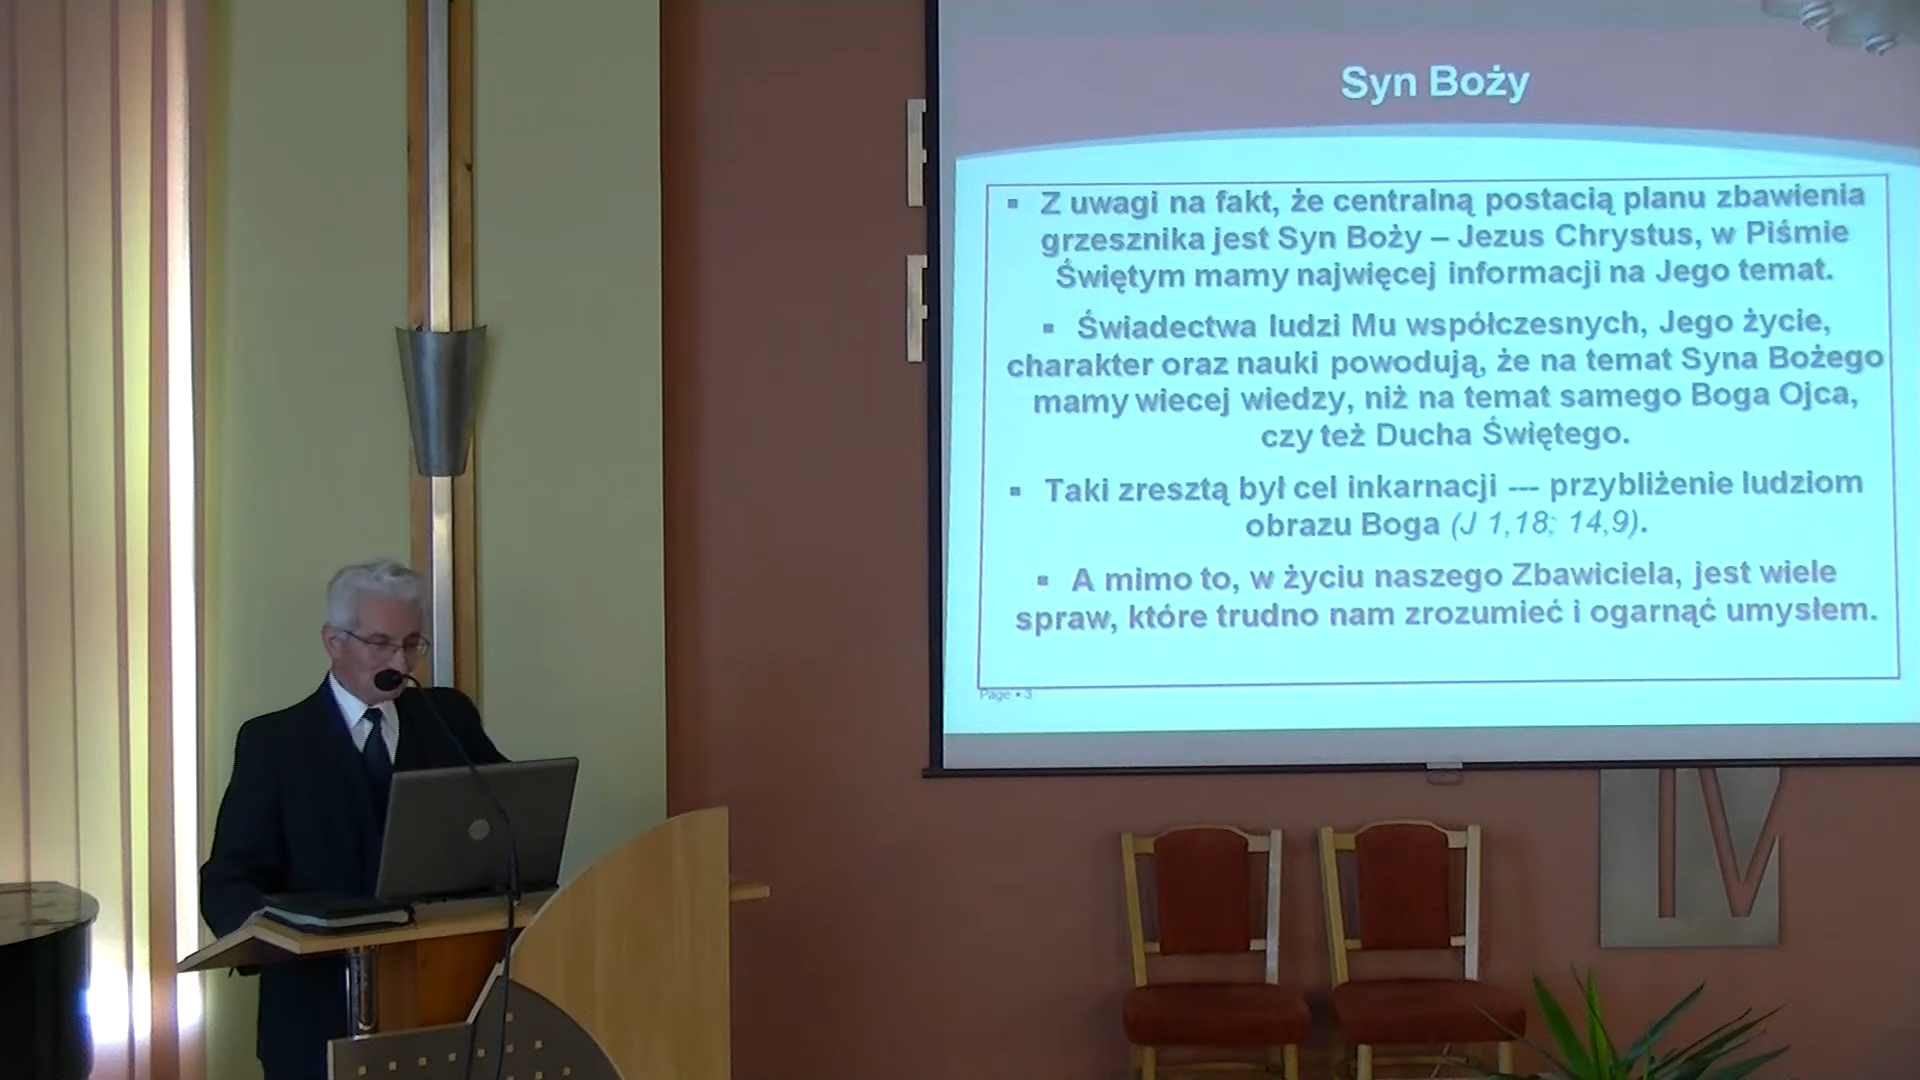 Syn Boży
▪ Z uwagi na fakt, że centralną postacią planu zbawienia
grzesznika jest Syn Boży – Jezus Chrystus, w Piśmie
Świętym mamy najwięcej informacji na Jego temat.
▪ Świadectwa ludzi Mu współczesnych, Jego życie,
charakter oraz nauki powodują, że na temat Syna Bożego
mamy wiecej wiedzy, niż na temat samego Boga Ojca,
czy też Ducha Świętego.
▪ Taki zresztą był cel inkarnacji --- przybliżenie ludziom
obrazu Boga (J 1,18; 14,9).
▪ A mimo to, w życiu naszego Zbawiciela, jest wiele
spraw, które trudno nam zrozumieć i ogarnąć umysłem.
Page ▪ 3
IV